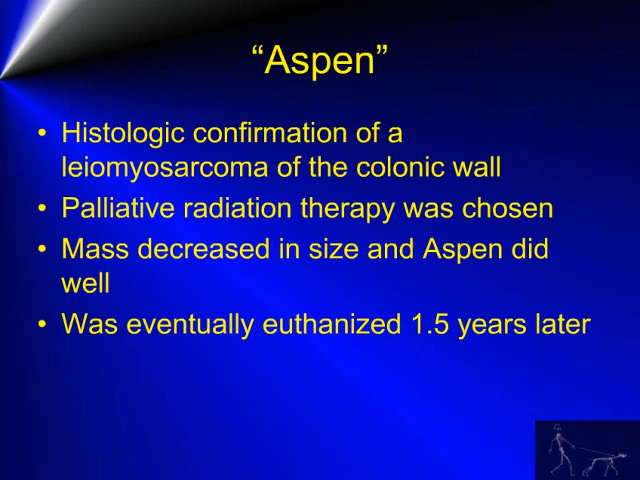 “Aspen”
• Histologic confirmation of a
leiomyosarcoma of the colonic wall
• Palliative radiation therapy was chosen
• Mass decreased in size and Aspen did
well
• Was eventually euthanized 1.5 years later